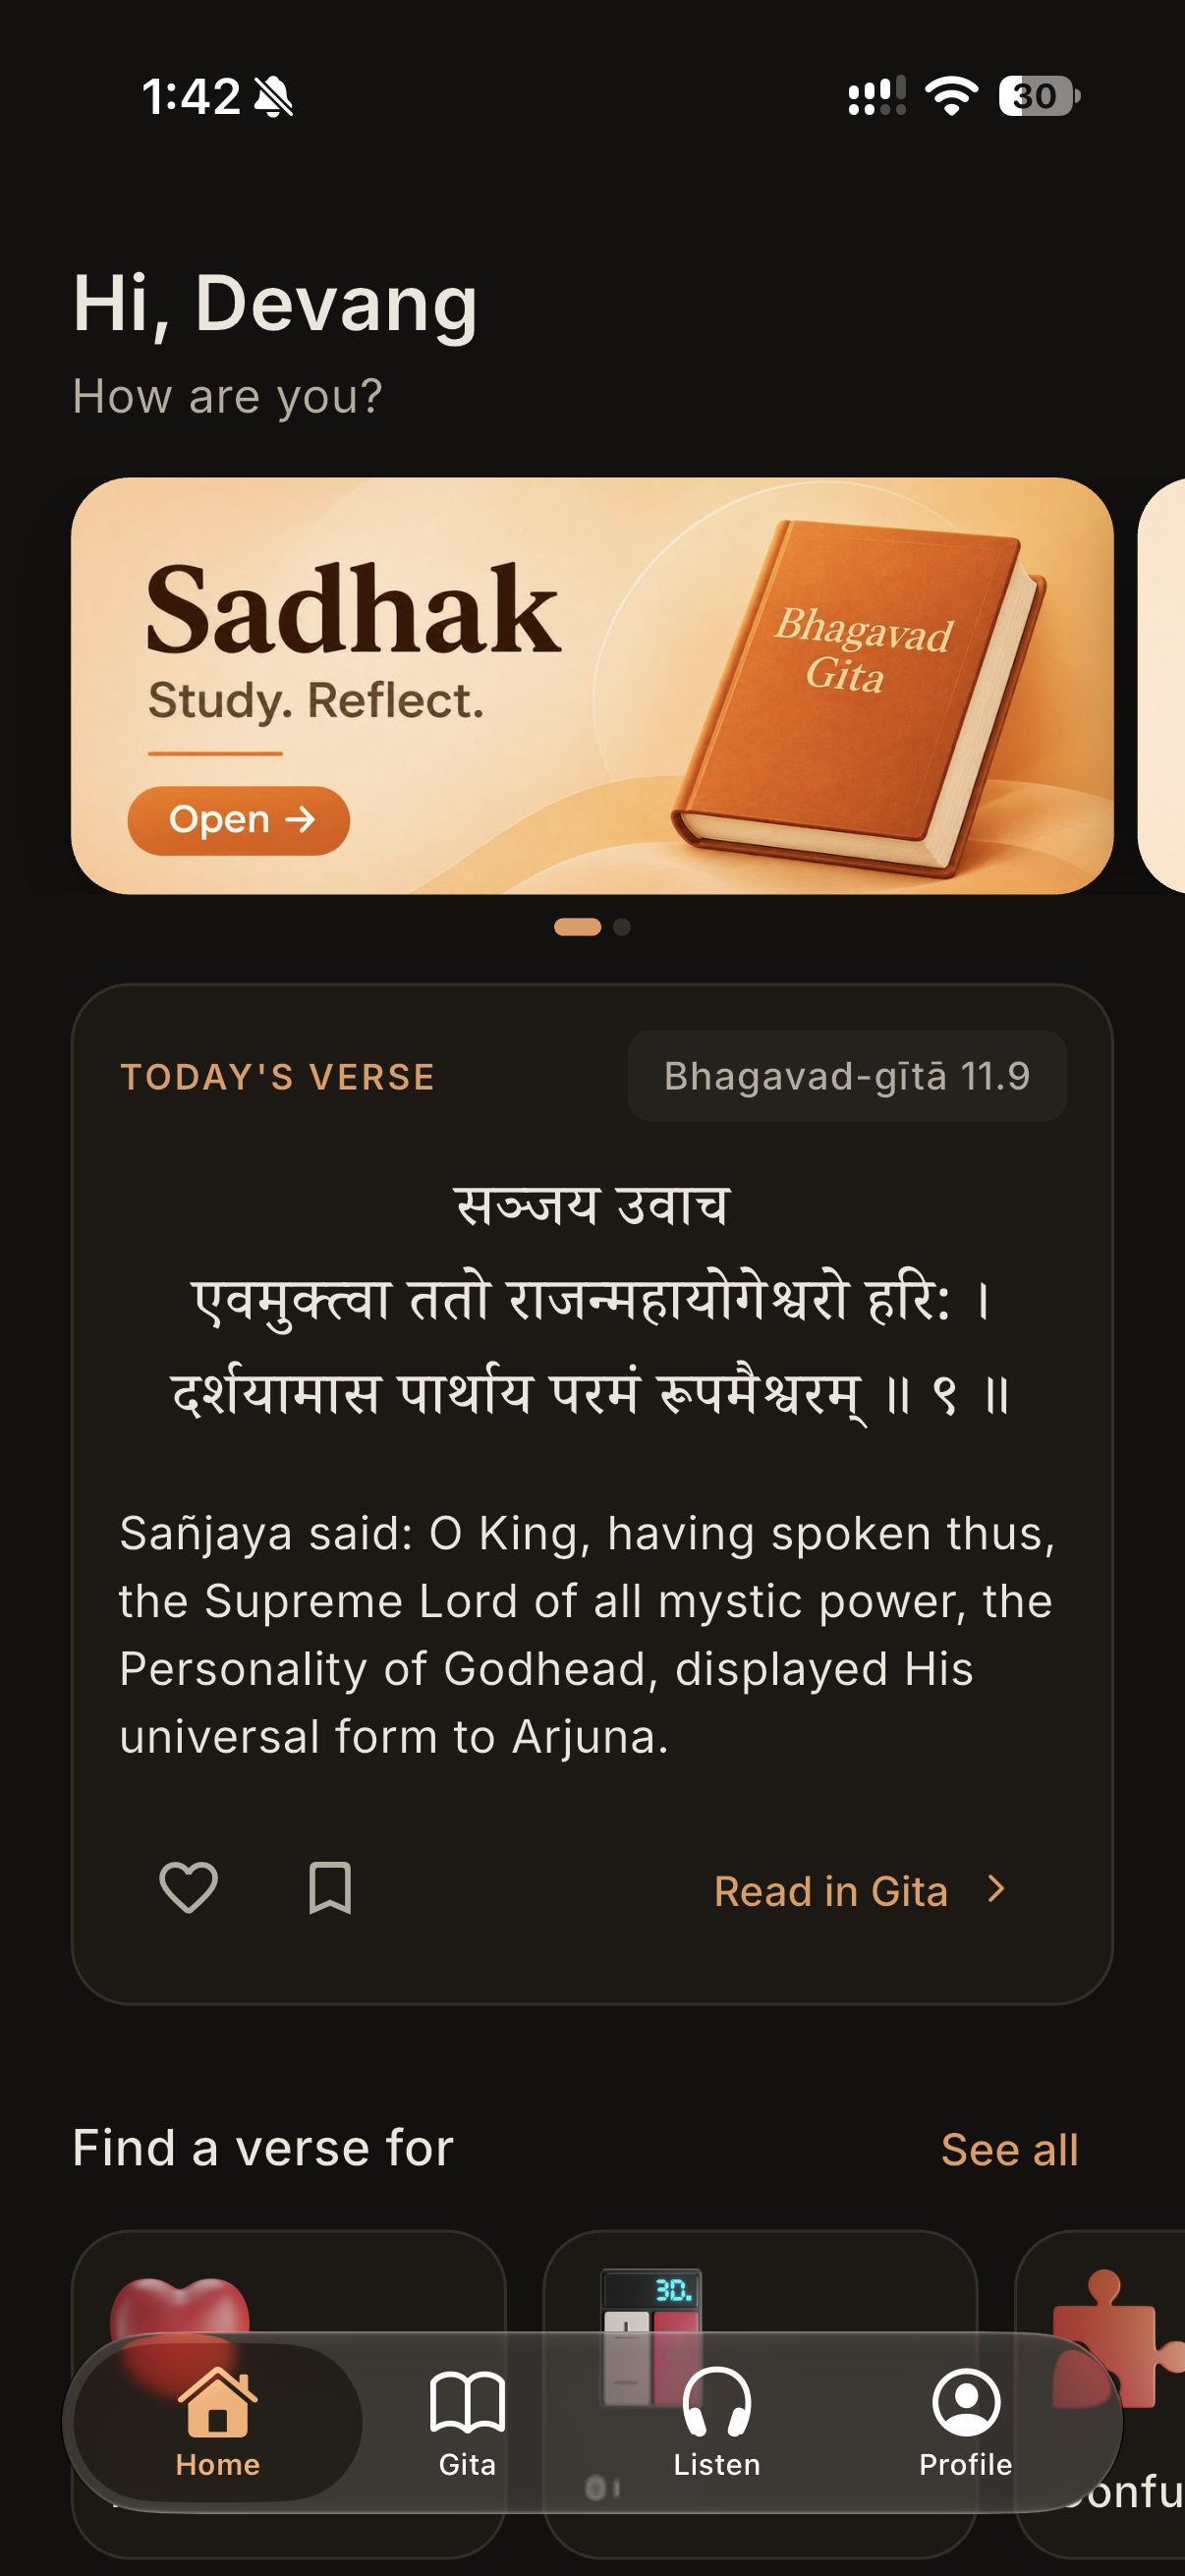 1:42
30
Hi, Devang
How are you?
Sadhak
Study. Reflect.
Open →
Bhagavad
Gita
TODAY'S VERSE
Bhagavad-gītā 11.9
सञ्जय उवाच
एवमुक्त्वा ततो राजन्महायोगेश्वरो हरि: ।
दर्शयामास पार्थाय परमं रूपमैश्वरम् ॥ ९ ॥
Sañjaya said: O King, having spoken thus,
the Supreme Lord of all mystic power, the
Personality of Godhead, displayed His
universal form to Arjuna.
Read in Gita
Find a verse for
See all
30.
Home
Gita
Listen
Profile